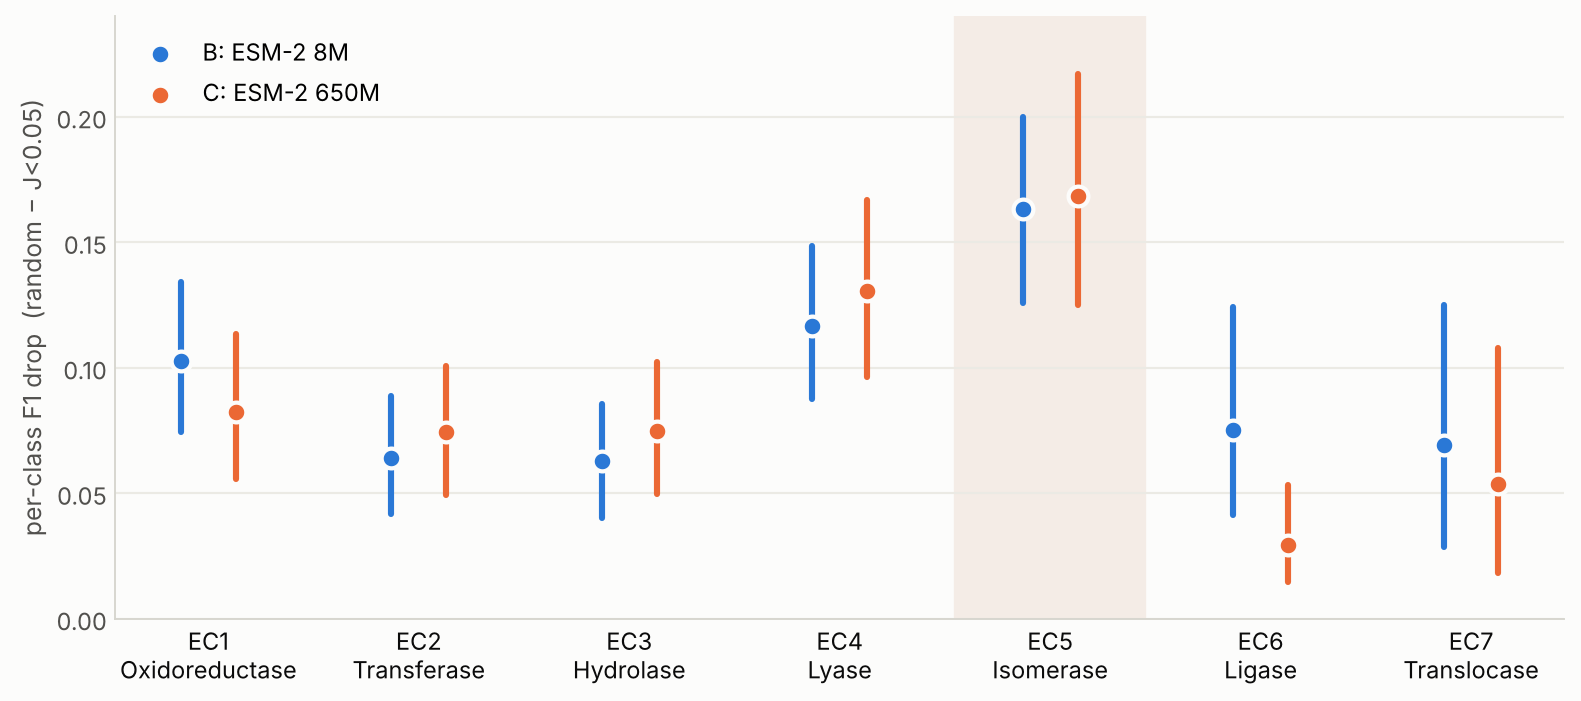 B: ESM-2 8M
C: ESM-2 650M
per-class F1 drop (random − J<0.05)
0.20
0.15
0.10
0.05
0.00
EC1
Oxidoreductase
EC2
Transferase
EC3
Hydrolase
EC4
Lyase
EC5
Isomerase
EC6
Ligase
EC7
Translocase